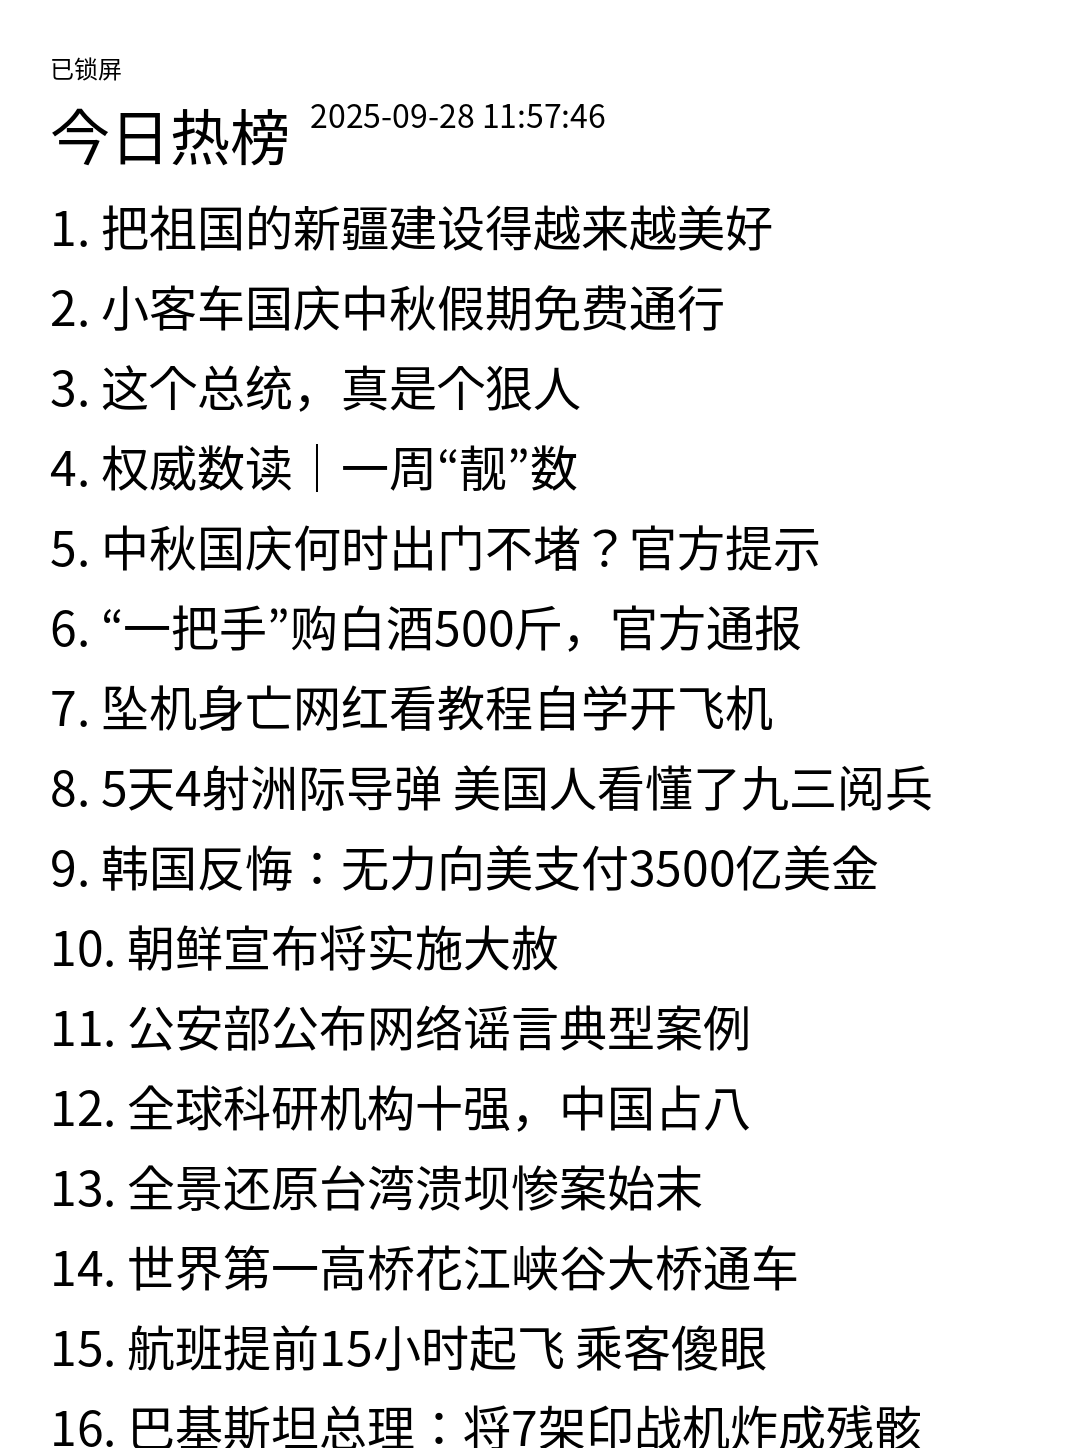 已锁屏
今日热榜 2025-09-28 11:57:46
1. 把祖国的新疆建设得越来越美好
2. 小客车国庆中秋假期免费通行
3. 这个总统，真是个狠人
4. 权威数读｜一周“靓”数
5. 中秋国庆何时出门不堵？官方提示
6. “一把手”购白酒500斤，官方通报
7. 坠机身亡网红看教程自学开飞机
8. 5天4射洲际导弹 美国人看懂了九三阅兵
9. 韩国反悔：无力向美支付3500亿美金
10. 朝鲜宣布将实施大赦
11. 公安部公布网络谣言典型案例
12. 全球科研机构十强，中国占八
13. 全景还原台湾溃坝惨案始末
14. 世界第一高桥花江峡谷大桥通车
15. 航班提前15小时起飞 乘客傻眼
16. 巴基斯坦总理：将7架印战机炸成残骸